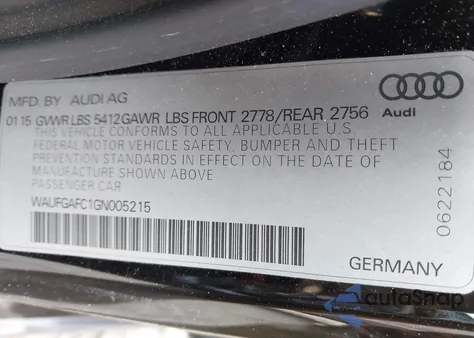 MFD. BY AUDI AG
01 15 GVWR LBS 5412 GAWR LBS FRONT 2778/REAR 2756
THIS VEHICLE CONFORMS TO ALL APPLICABLE U.S.
FEDERAL MOTOR VEHICLE SAFETY, BUMPER AND THEFT
PREVENTION STANDARDS IN EFFECT ON THE DATE OF
MANUFACTURE SHOWN ABOVE.
PASSENGER CAR
WAUFGAFC1GN005215
Audi
0622184
GERMANY
autoSnap